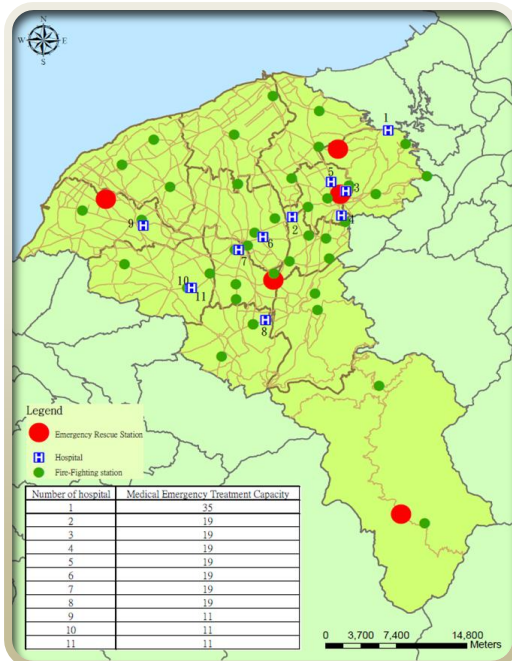 N
W E
S
1
5
3
4
2
9
6
7
10
11
8
Legend
Emergency Rescue Station
Hospital
Fire-Fighting station
Number of hospital Medical Emergency Treatment Capacity
1 35
2 19
3 19
4 19
5 19
6 19
7 19
8 19
9 11
10 11
11 11
0 3,700 7,400 14,800
Meters